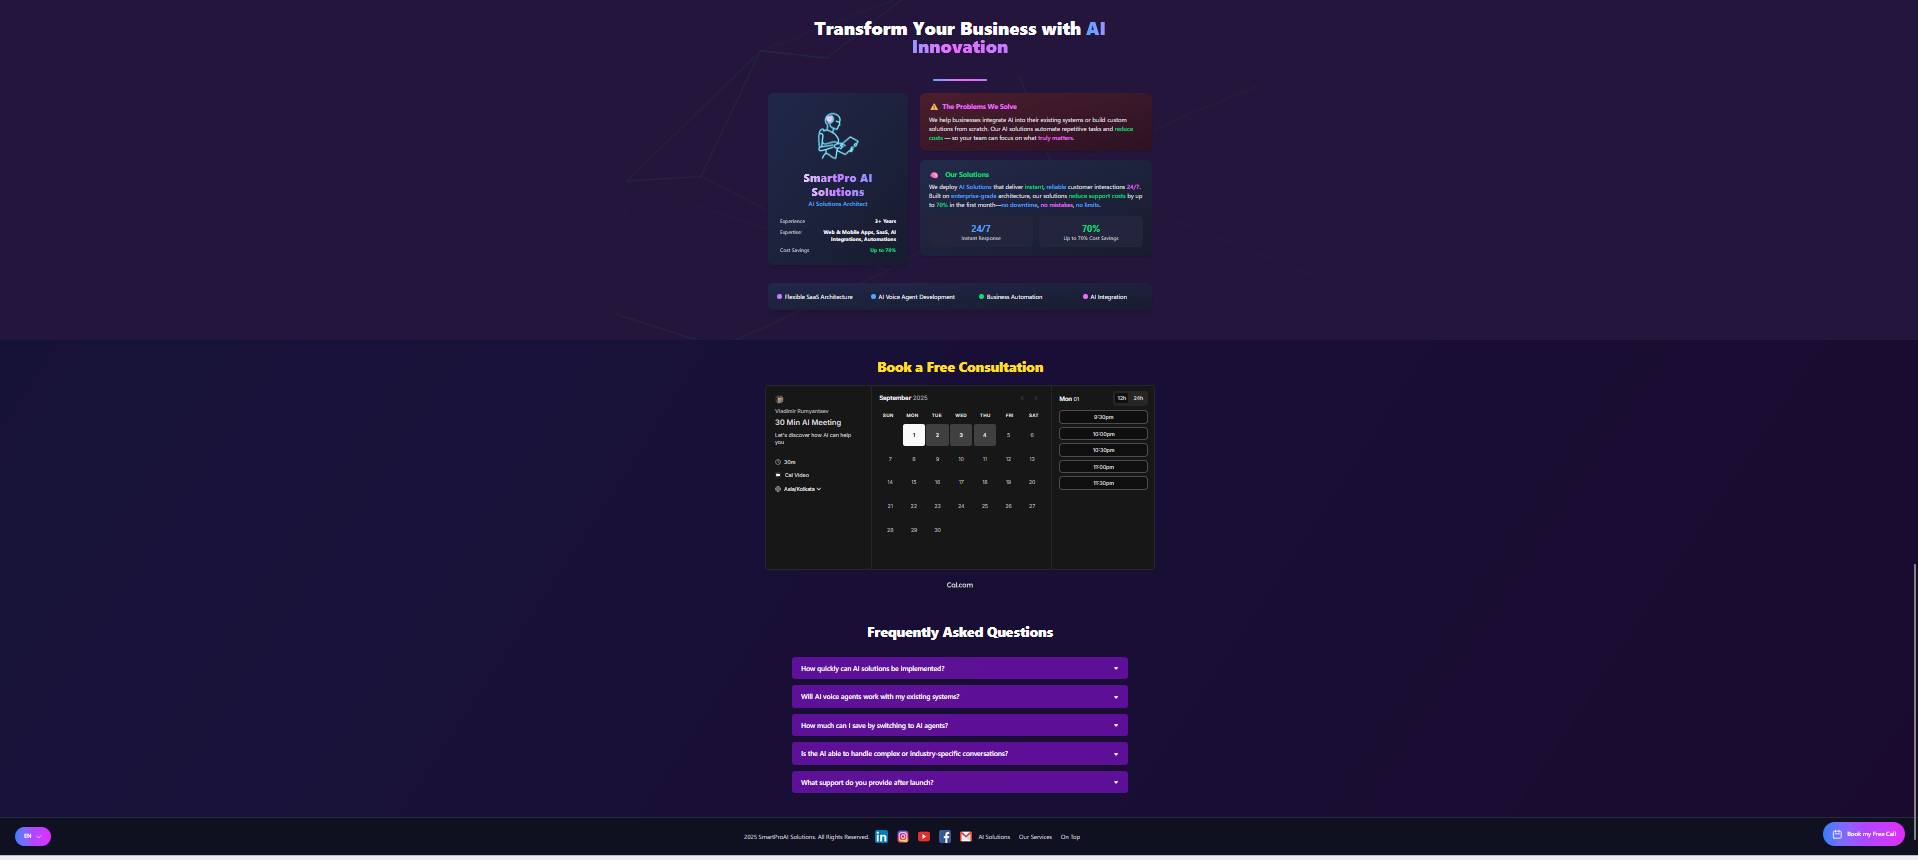 Transform Your Business with AI
Innovation
SmartPro AI
Solutions
AI Solutions Architect
Experience 3+ Years
Expertise: Web & Mobile Apps, SaaS, AI
Integrations, Automations
Cost Savings Up to 70%
The Problems We Solve
We help businesses integrate AI into their existing systems or build custom
solutions from scratch. Our AI solutions automate repetitive tasks and reduce
costs — so your team can focus on what truly matters.
Our Solutions
We deploy AI Solutions that deliver instant, reliable customer interactions 24/7.
Built on enterprise-grade architecture, our solutions reduce support costs by up
to 70% in the first month—no downtime, no mistakes, no limits.
24/7
Instant Response
70%
Up to 70% Cost Savings
Flexible SaaS Architecture
AI Voice Agent Development
Business Automation
AI Integration
Book a Free Consultation
Vladimir Rumyantsev
30 Min AI Meeting
Let's discover how AI can help
you
30m
Cal Video
Asia/Kolkata
September 2025
SUN MON TUE WED THU FRI SAT
1 2 3 4 5 6
7 8 9 10 11 12 13
14 15 16 17 18 19 20
21 22 23 24 25 26 27
28 29 30
Mon 01 12h 24h
9:30pm
10:00pm
10:30pm
11:00pm
11:30pm
Cal.com
Frequently Asked Questions
How quickly can AI solutions be implemented?
Will AI voice agents work with my existing systems?
How much can I save by switching to AI agents?
Is the AI able to handle complex or industry-specific conversations?
What support do you provide after launch?
EN
2025 SmartProAI Solutions. All Rights Reserved.
AI Solutions Our Services On Top
Book my Free Call